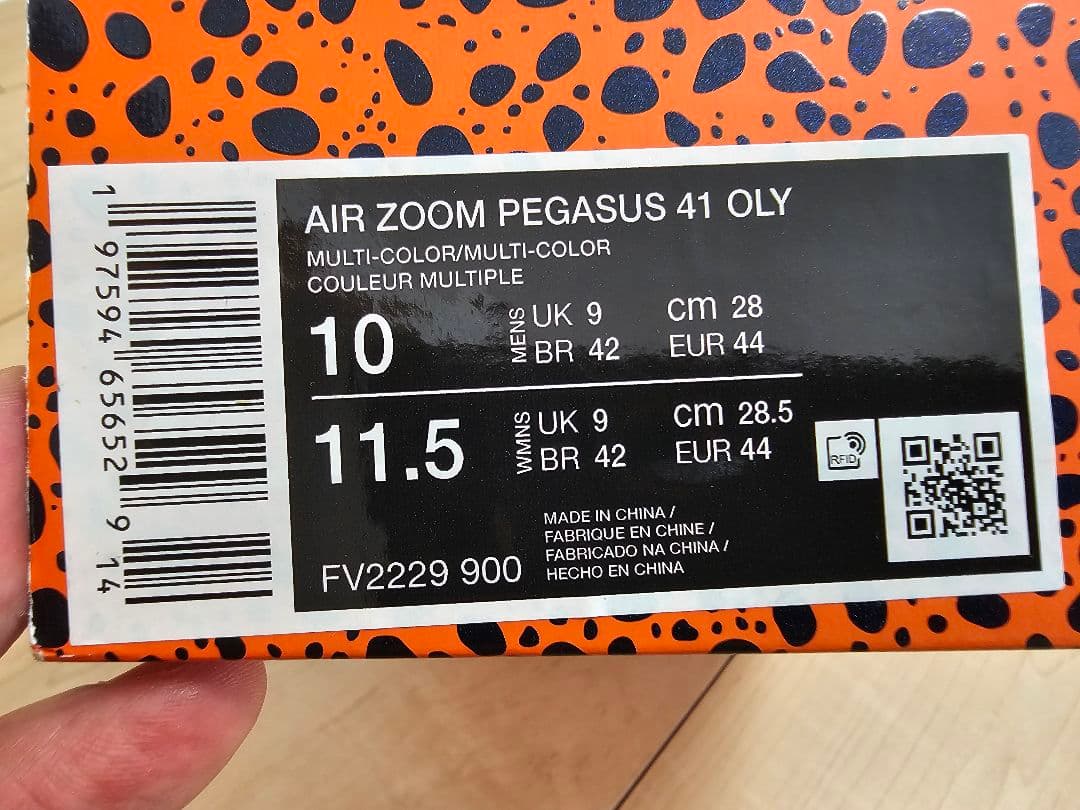 AIR ZOOM PEGASUS 41 OLY
MULTI-COLOR/MULTI-COLOR
COULEUR MULTIPLE
10 MENS UK 9 cm 28
BR 42 EUR 44
11.5 WMNS UK 9 cm 28.5
BR 42 EUR 44
MADE IN CHINA /
FABRIQUE EN CHINE /
FABRICADO NA CHINA /
HECHO EN CHINA
FV2229 900
RFID
1 97594 65652 9 14